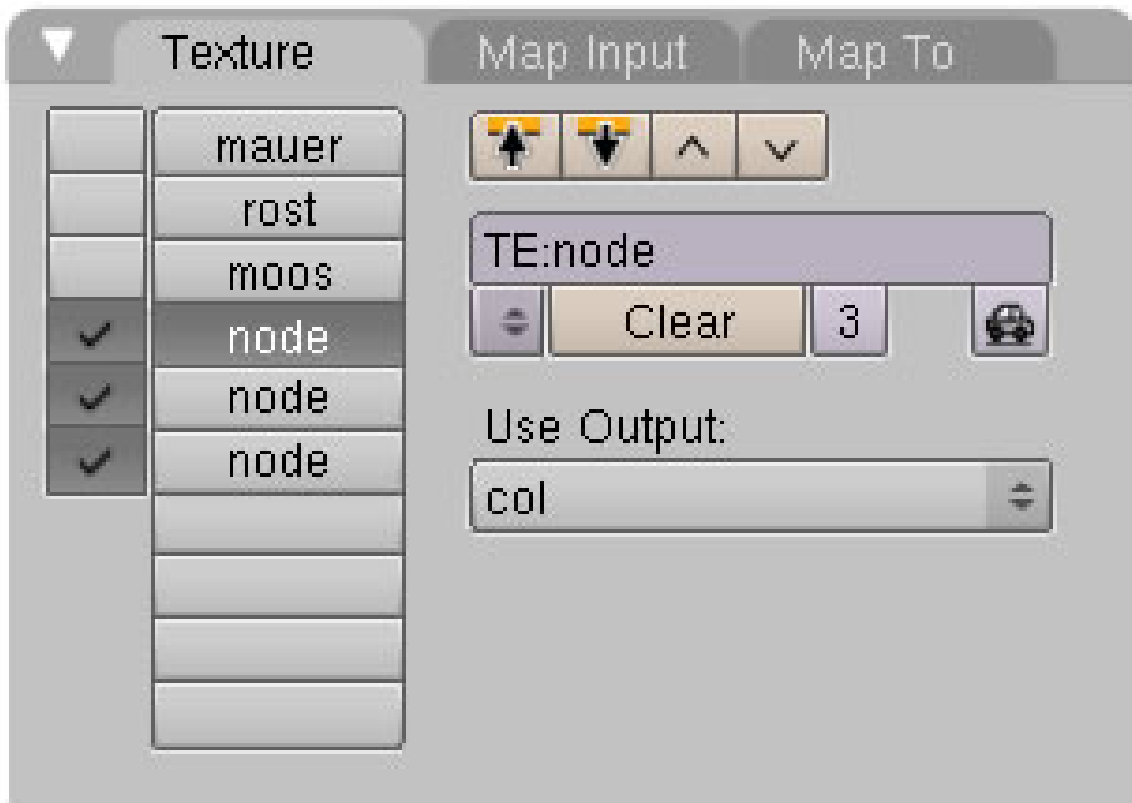 Texture Map Input Map To
mauer
rost
moos
node
node
node
TE:node
Clear 3
Use Output:
col